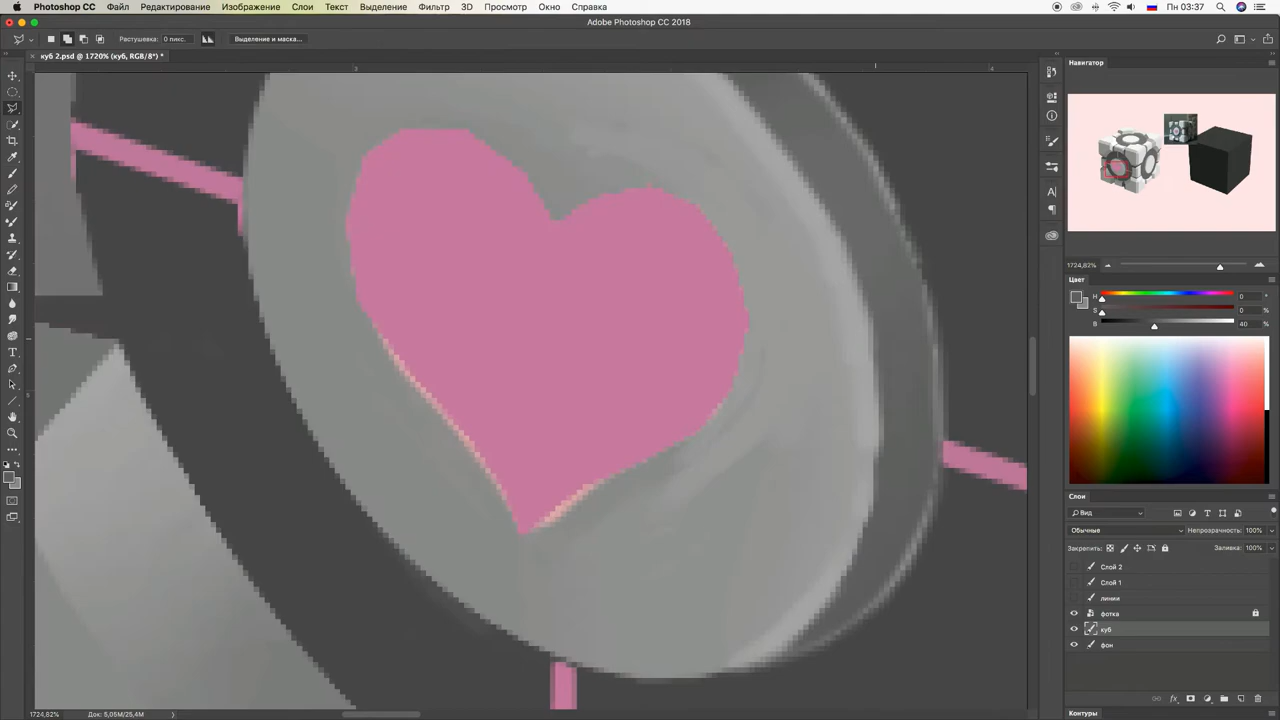 Photoshop CC Файл Редактирование Изображение Слои Текст Выделение Фильтр 3D Просмотр Окно Справка Пн 03:37
Adobe Photoshop CC 2018
Растушевка: 0 пикс. Выделение и маска...
куб 2.psd @ 1720% (куб, RGB/8*) *
3 4
5
Навигатор
1724,82%
Цвет
H 0 °
S 0 %
B 40 %
Слои
Вид
Обычные Непрозрачность: 100%
Закрепить: Заливка: 100%
Слой 2
Слой 1
линии
фотка
куб
фон
Контуры
1724,82% Док: 5,05M/25,4M